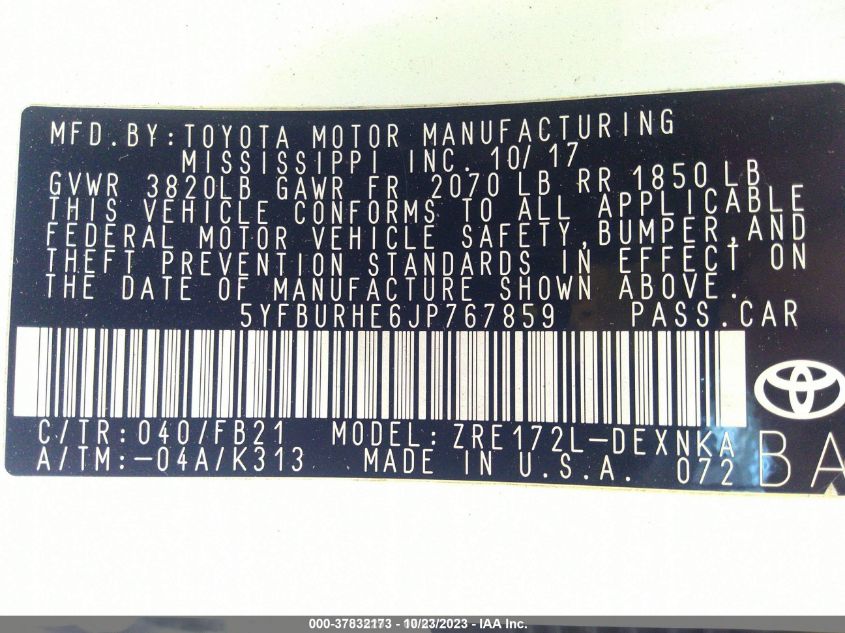 MFD.BY:TOYOTA MOTOR MANUFACTURING
MISSISSIPPI INC. 10/17
GVWR 3820LB GAWR FR 2070 LB RR 1850LB
THIS VEHICLE CONFORMS TO ALL APPLICABLE
FEDERAL MOTOR VEHICLE SAFETY,BUMPER,AND
THEFT PREVENTION STANDARDS IN EFFECT ON
THE DATE OF MANUFACTURE SHOWN ABOVE.
5YFBURHE6JP767859 PASS.CAR
C/TR:040/FB21 MODEL:ZRE172L-DEXNKA
A/TM:-04A/K313 MADE IN U.S.A. 072 BA
000-37832173 - 10/23/2023 - IAA Inc.